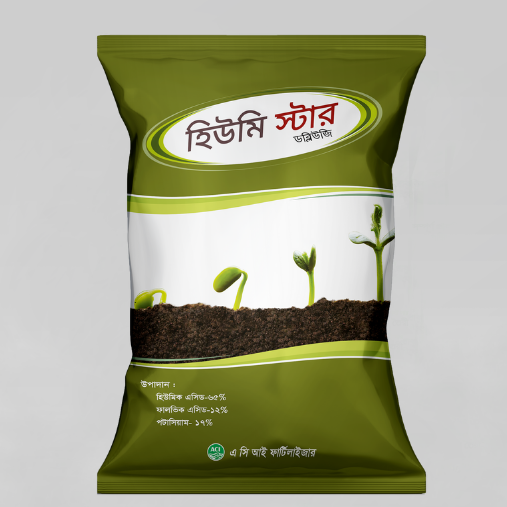 হিউমি স্টার
ডব্লিউজি
উপাদান :
হিউমিক এসিড-৬৫%
ফালভিক এসিড-১২%
পটাসিয়াম- ১৭%
ACI
এ সি আই ফার্টিলাইজার